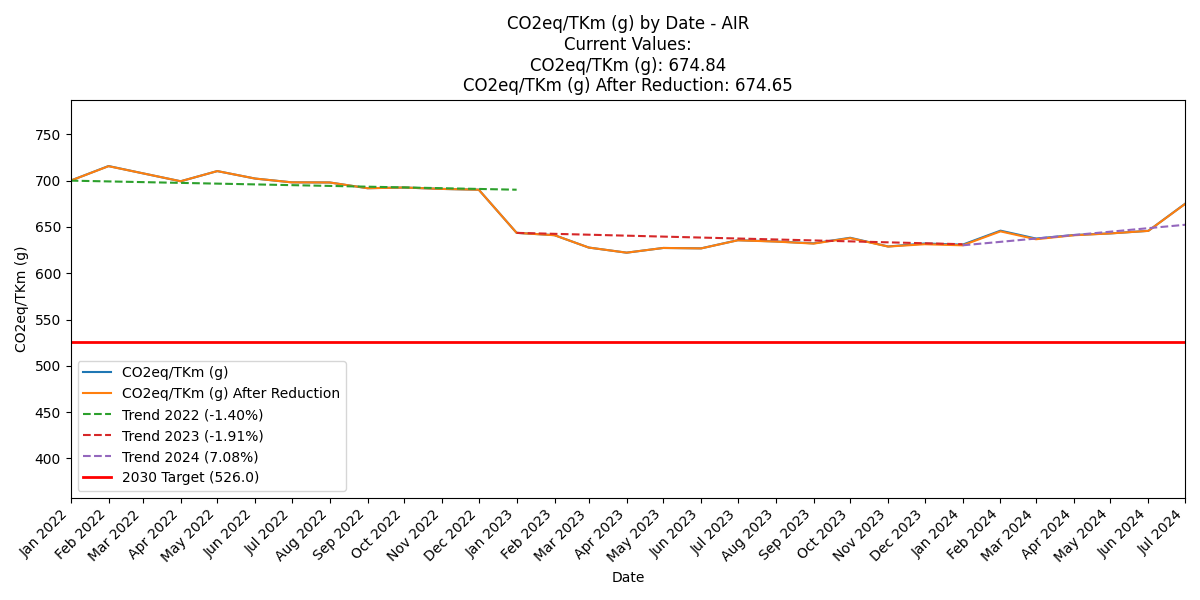 CO2eq/TKm (g) by Date - AIR
Current Values:
CO2eq/TKm (g): 674.84
CO2eq/TKm (g) After Reduction: 674.65
CO2eq/TKm (g)
750
700
650
600
550
500
450
400
CO2eq/TKm (g)
CO2eq/TKm (g) After Reduction
Trend 2022 (-1.40%)
Trend 2023 (-1.91%)
Trend 2024 (7.08%)
2030 Target (526.0)
Jan 2022
Feb 2022
Mar 2022
Apr 2022
May 2022
Jun 2022
Jul 2022
Aug 2022
Sep 2022
Oct 2022
Nov 2022
Dec 2022
Jan 2023
Feb 2023
Mar 2023
Apr 2023
May 2023
Jun 2023
Jul 2023
Aug 2023
Sep 2023
Oct 2023
Nov 2023
Dec 2023
Jan 2024
Feb 2024
Mar 2024
Apr 2024
May 2024
Jun 2024
Jul 2024
Date